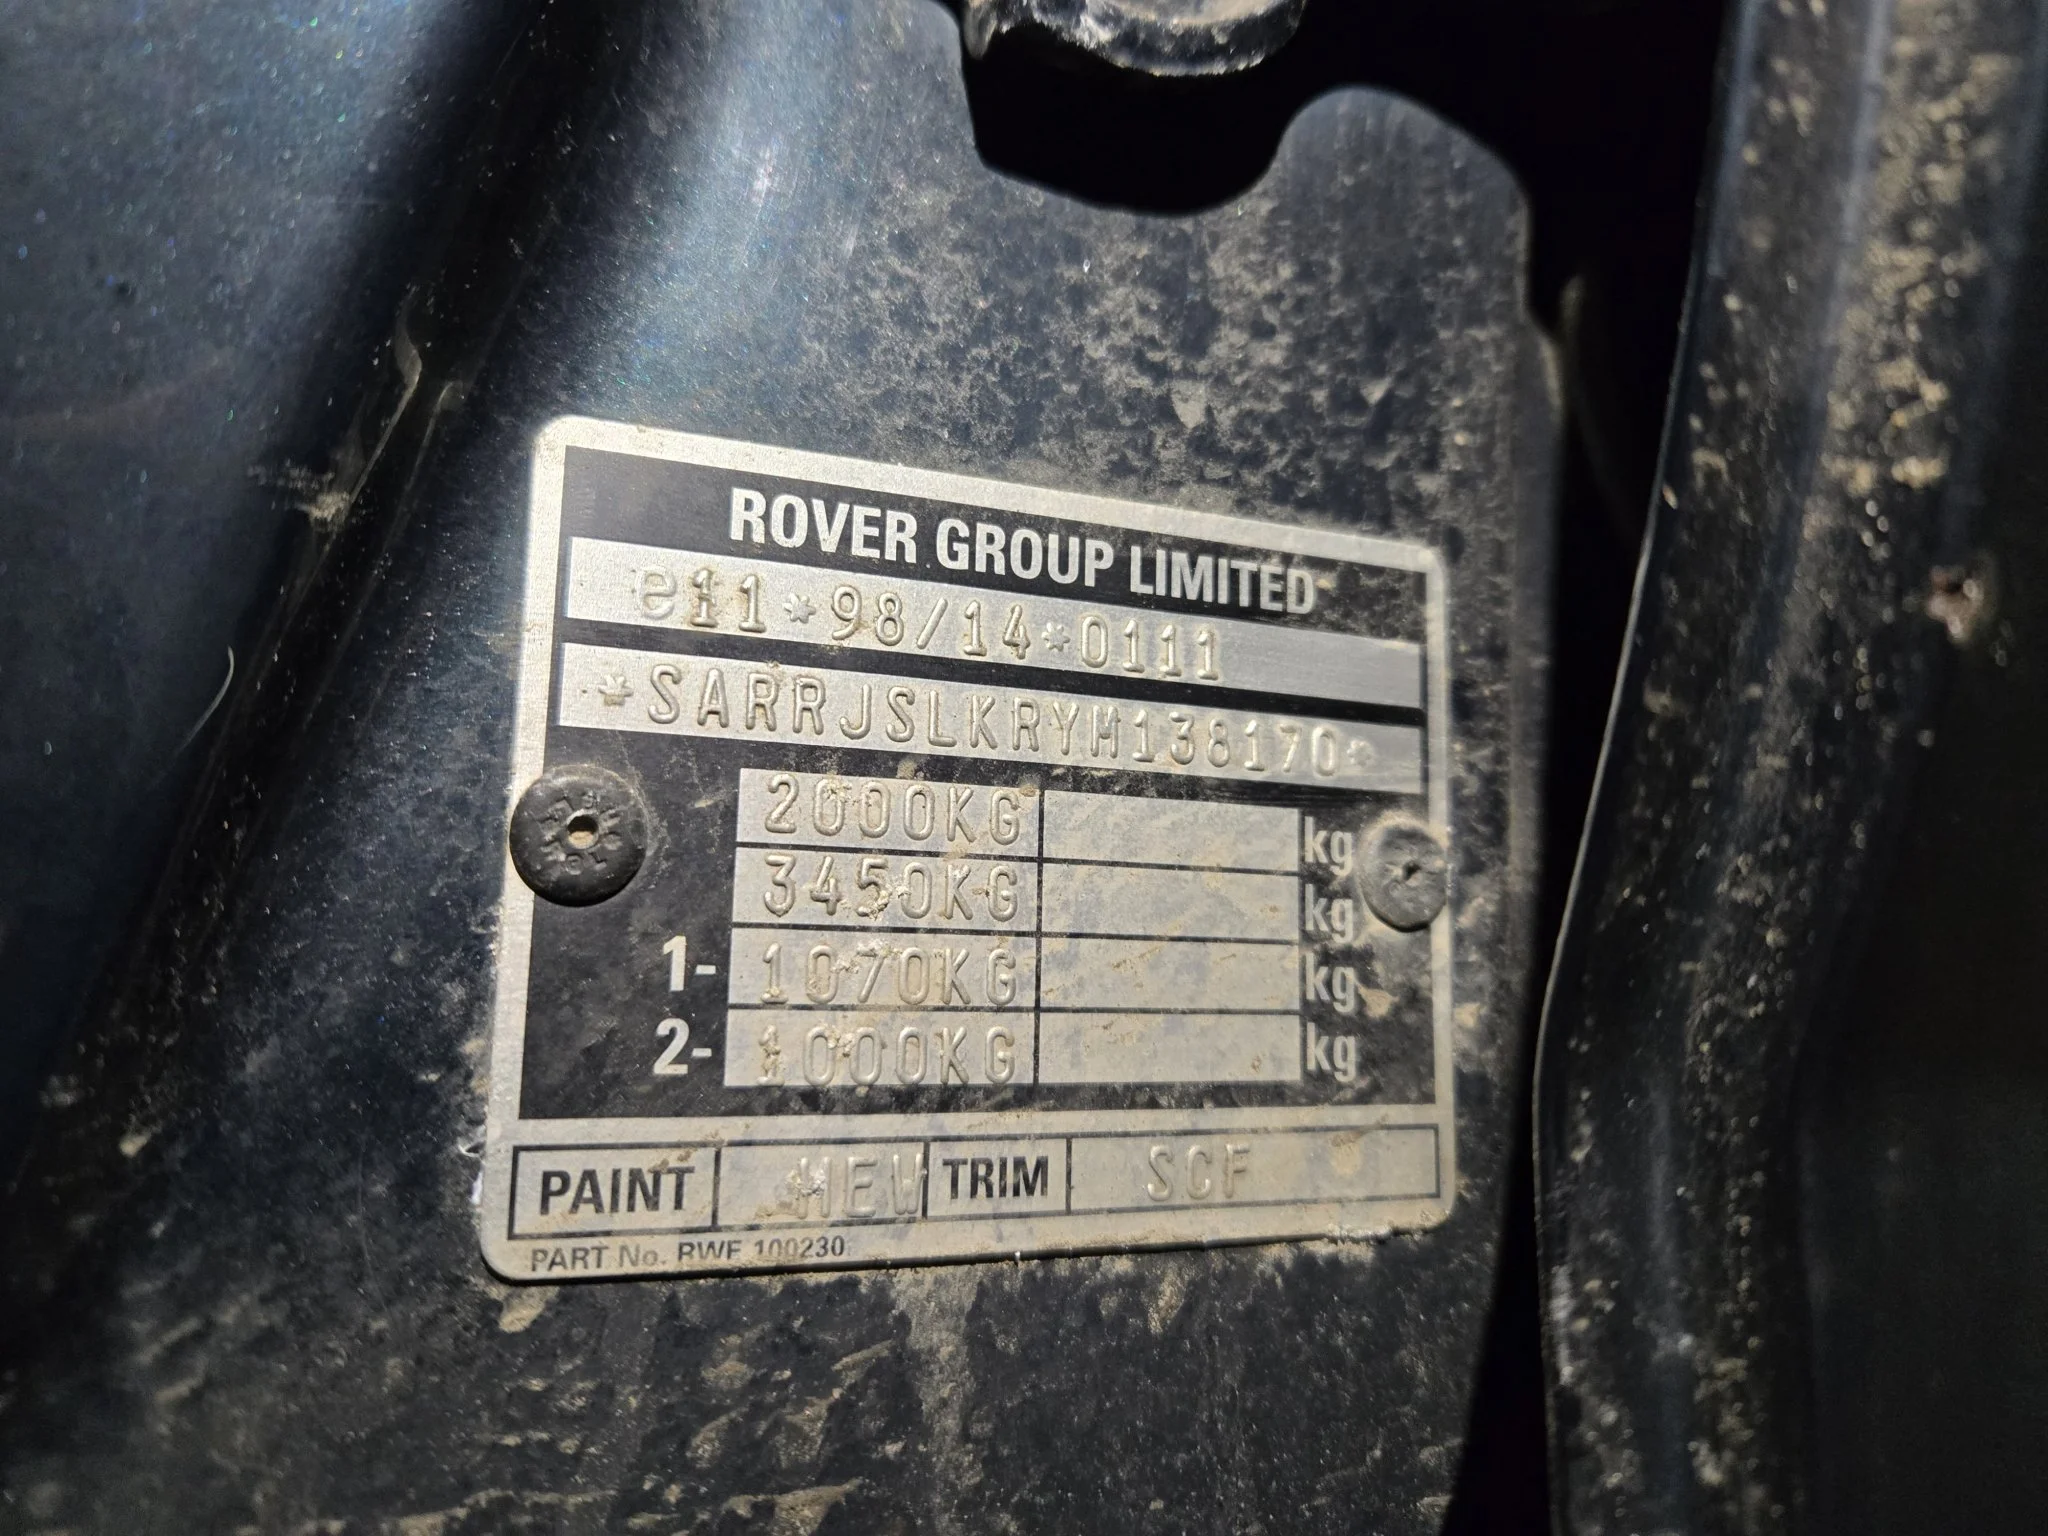 ROVER GROUP LIMITED
e11*98/14*0111
*SARRJSLKRYM138170*
2000KG kg
3450KG kg
1- 1070KG kg
2- 1000KG kg
PAINT HEW TRIM SCF
PART No. RWF 100230